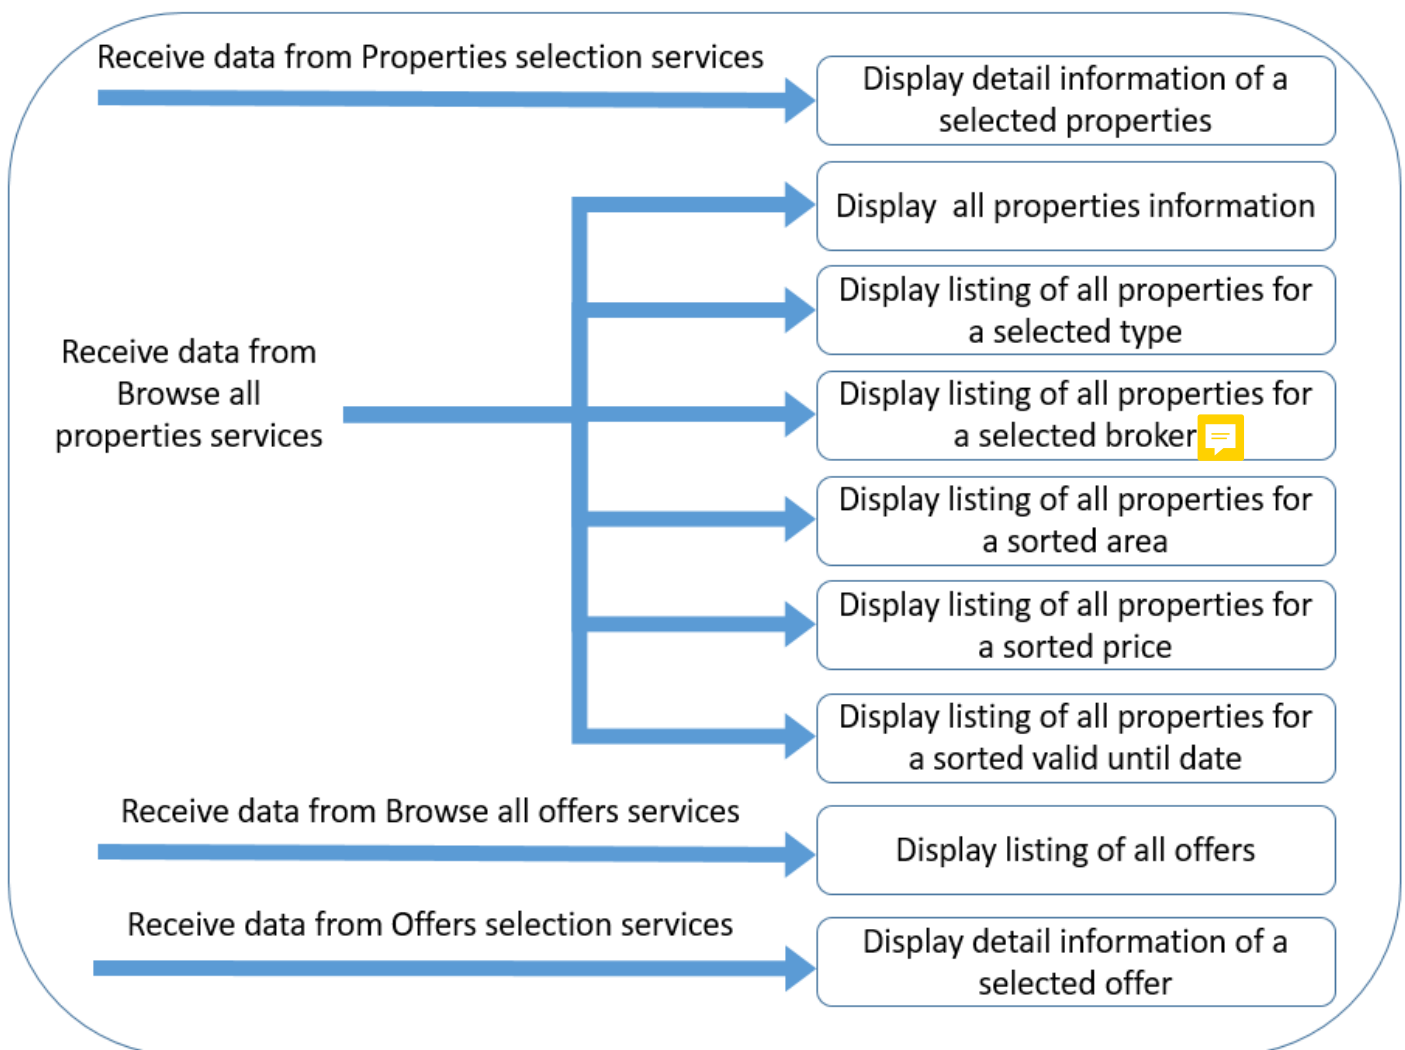 Receive data from Properties selection services
Display detail information of a
selected properties
Display all properties information
Display listing of all properties for
a selected type
Receive data from
Browse all
properties services
Display listing of all properties for
a selected broker
Display listing of all properties for
a sorted area
Display listing of all properties for
a sorted price
Display listing of all properties for
a sorted valid until date
Receive data from Browse all offers services
Display listing of all offers
Receive data from Offers selection services
Display detail information of a
selected offer